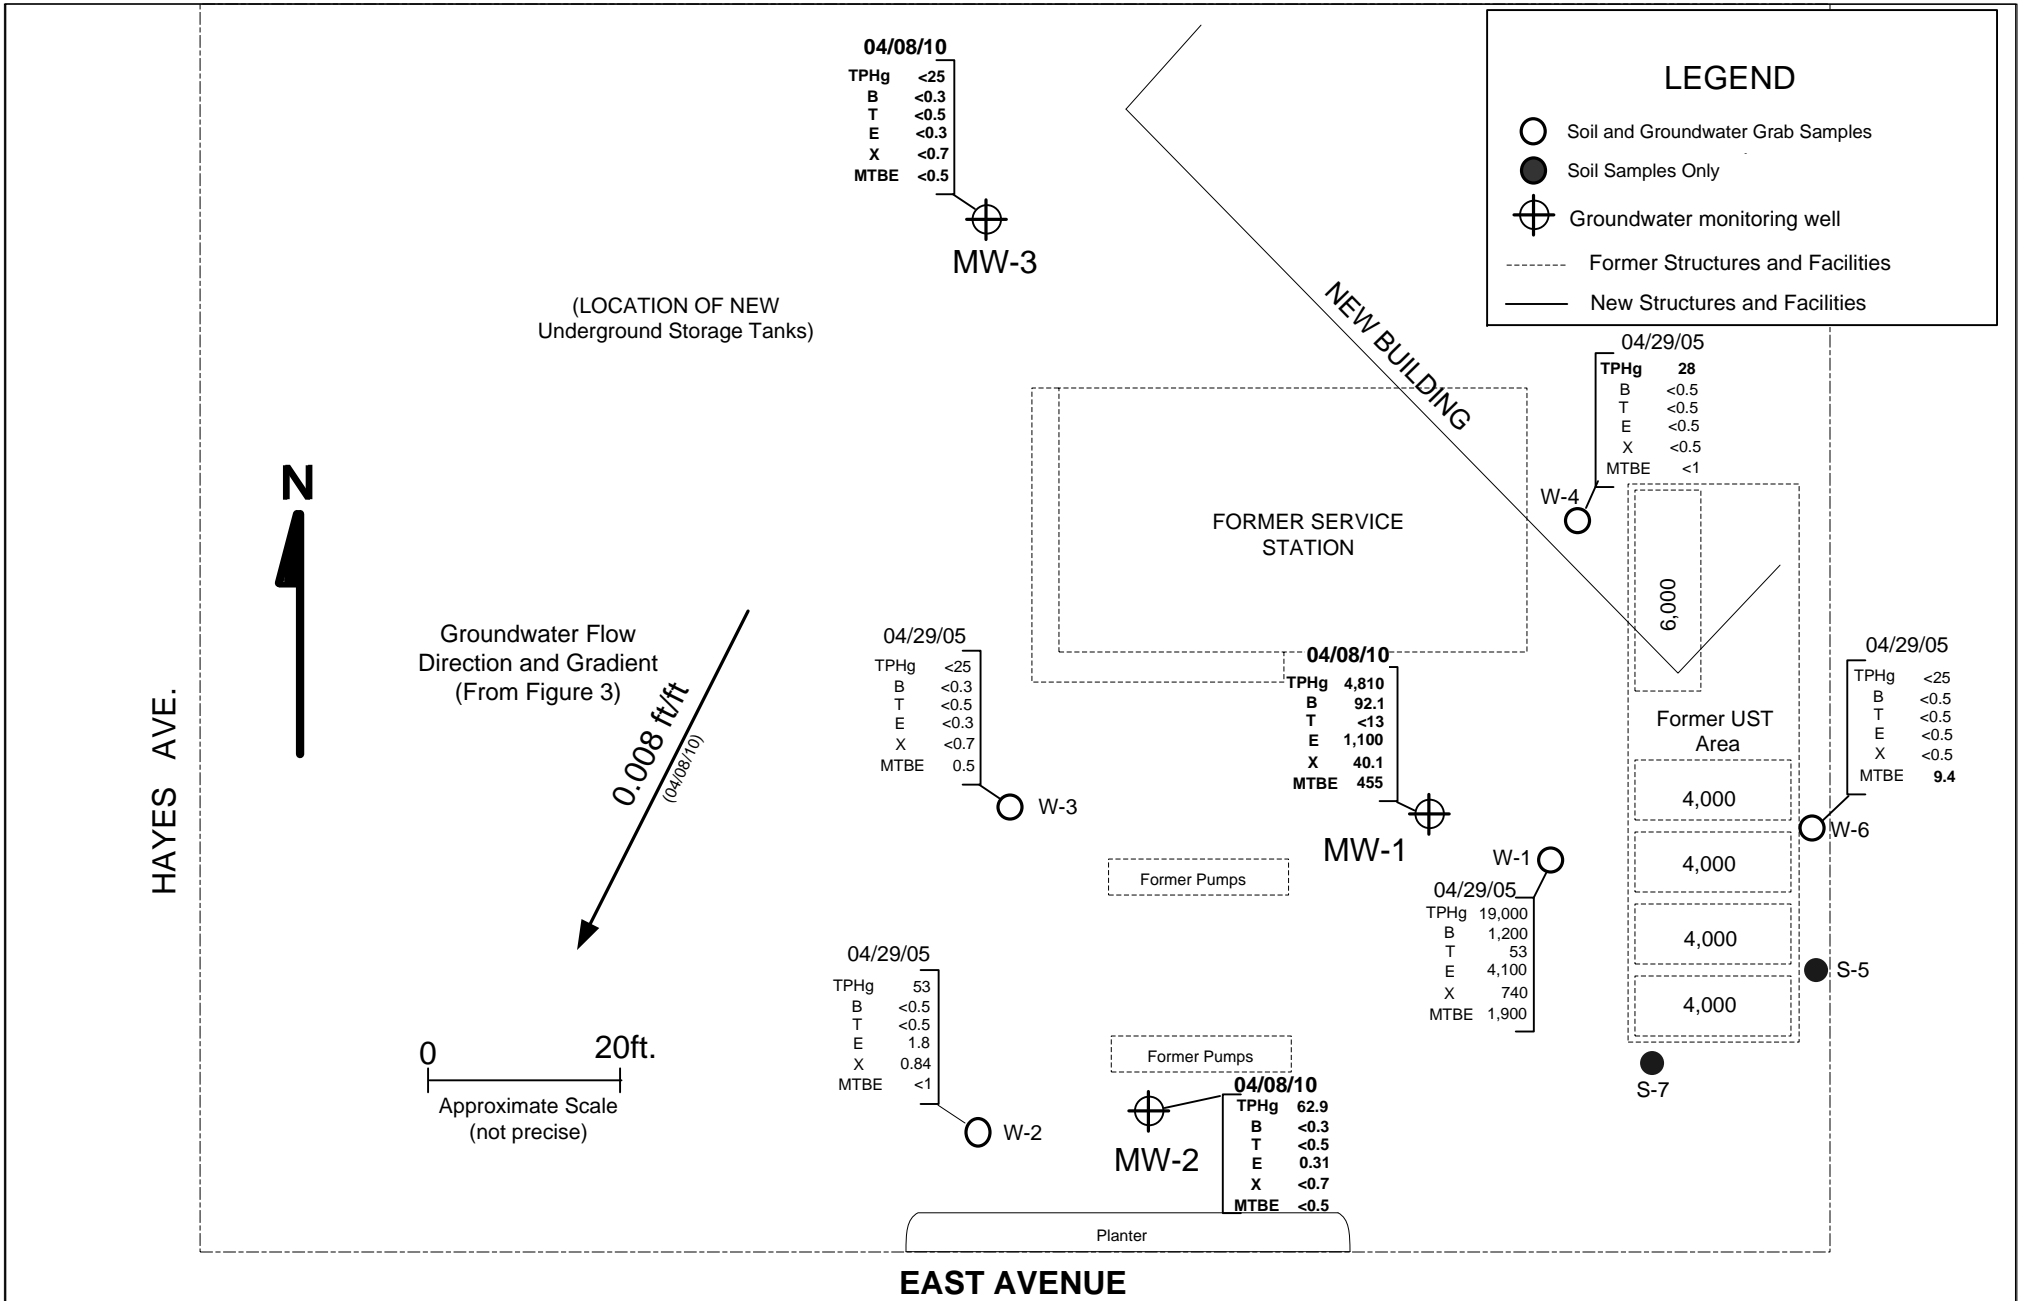 04/08/10
TPHg <25
B <0.3
T <0.5
E <0.3
X <0.7
MTBE <0.5
MW-3
LEGEND
Soil and Groundwater Grab Samples
Soil Samples Only
Groundwater monitoring well
Former Structures and Facilities
New Structures and Facilities
(LOCATION OF NEW
Underground Storage Tanks)
NEW BUILDING
04/29/05
TPHg 28
B <0.5
T <0.5
E <0.5
X <0.5
MTBE <1
W-4
N
FORMER SERVICE
STATION
6,000
Groundwater Flow
Direction and Gradient
(From Figure 3)
0.008 ft/ft
(04/08/10)
HAYES AVE.
04/29/05
TPHg <25
B <0.3
T <0.5
E <0.3
X <0.7
MTBE 0.5
W-3
04/08/10
TPHg 4,810
B 92.1
T <13
E 1,100
X 40.1
MTBE 455
MW-1
Former UST
Area
4,000
4,000
4,000
4,000
04/29/05
TPHg <25
B <0.5
T <0.5
E <0.5
X <0.5
MTBE 9.4
W-6
Former Pumps
W-1
04/29/05
TPHg 19,000
B 1,200
T 53
E 4,100
X 740
MTBE 1,900
S-5
S-7
04/29/05
TPHg 53
B <0.5
T <0.5
E 1.8
X 0.84
MTBE <1
W-2
0 20ft.
Approximate Scale
(not precise)
Former Pumps
04/08/10
TPHg 62.9
B <0.3
T <0.5
E 0.31
X <0.7
MTBE <0.5
MW-2
Planter
EAST AVENUE